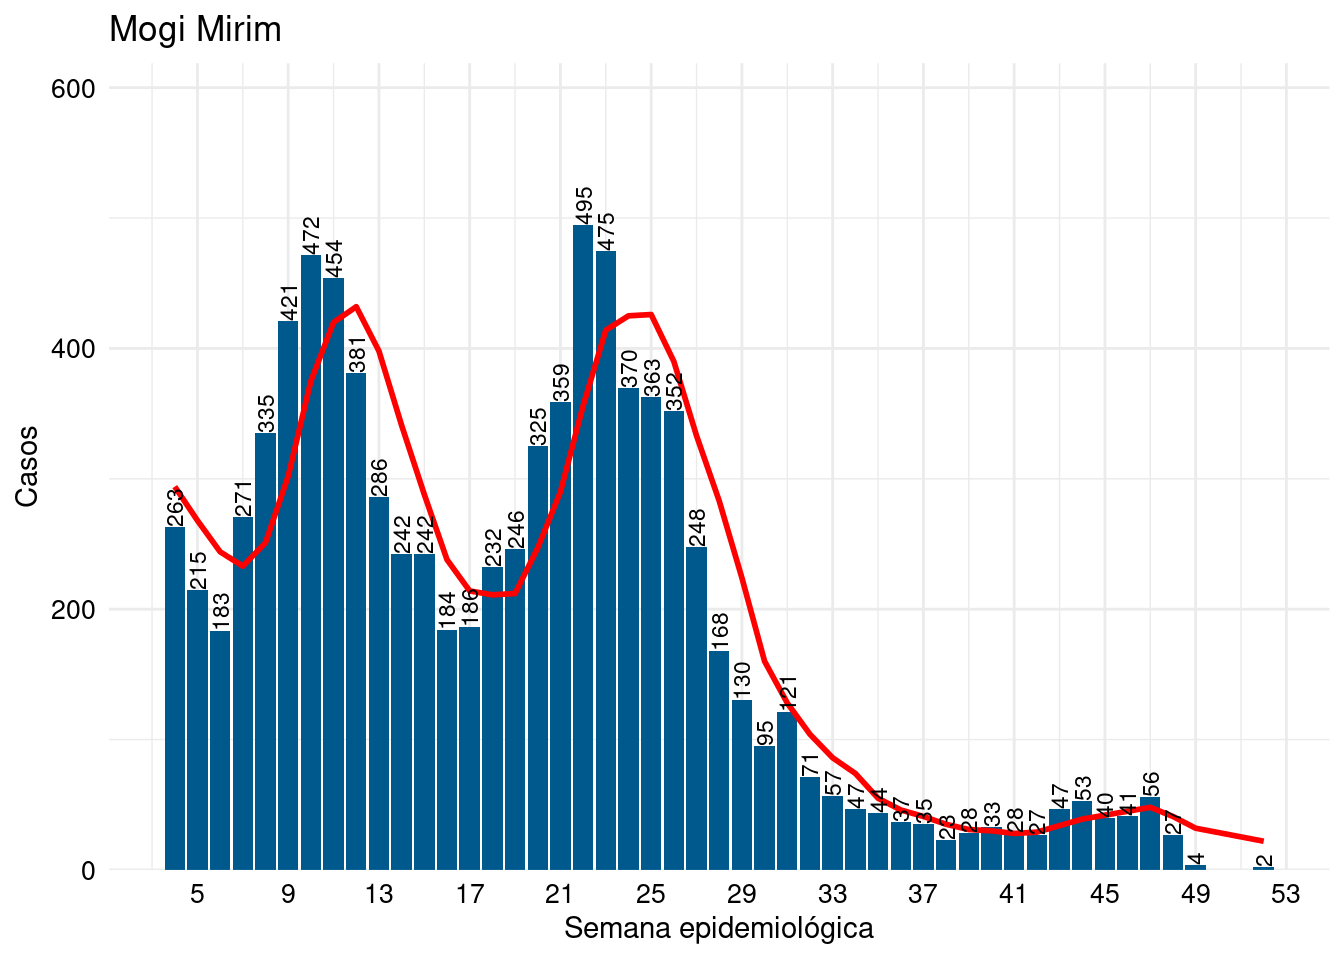 Mogi Mirim
600
400
200
0
Casos
263 215 183 271 335 421 472 454 381 286 242 242 184 186 232 246 325 359 495 475 370 363 352 248 168 130 95 121 71 57 47 44 37 35 23 28 33 28 27 47 53 40 41 56 27 4 2
5 9 13 17 21 25 29 33 37 41 45 49 53
Semana epidemiológica